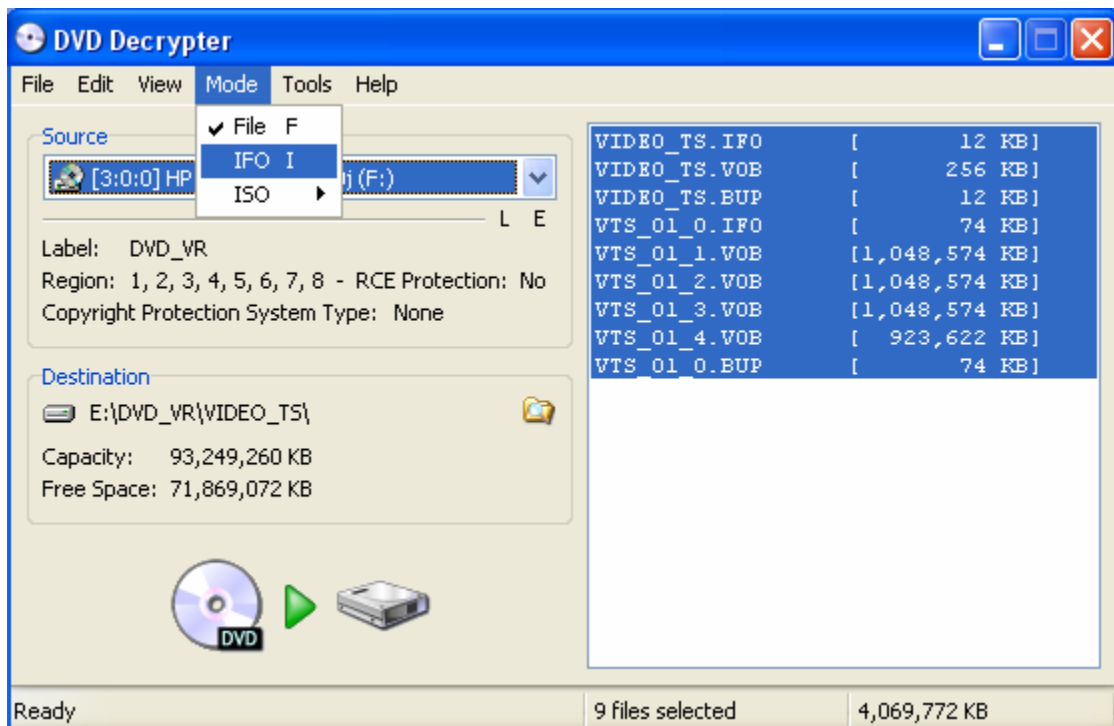 DVD Decrypter
File Edit View Mode Tools Help
File F
IFO I
ISO
Source
[3:0:0] HP j (F:)
L E
Label: DVD_VR
Region: 1, 2, 3, 4, 5, 6, 7, 8 - RCE Protection: No
Copyright Protection System Type: None
Destination
E:\DVD_VR\VIDEO_TS\
Capacity: 93,249,260 KB
Free Space: 71,869,072 KB
DVD
VIDEO_TS.IFO [ 12 KB]
VIDEO_TS.VOB [ 256 KB]
VIDEO_TS.BUP [ 12 KB]
VTS_01_0.IFO [ 74 KB]
VTS_01_1.VOB [1,048,574 KB]
VTS_01_2.VOB [1,048,574 KB]
VTS_01_3.VOB [1,048,574 KB]
VTS_01_4.VOB [ 923,622 KB]
VTS_01_0.BUP [ 74 KB]
Ready 9 files selected 4,069,772 KB